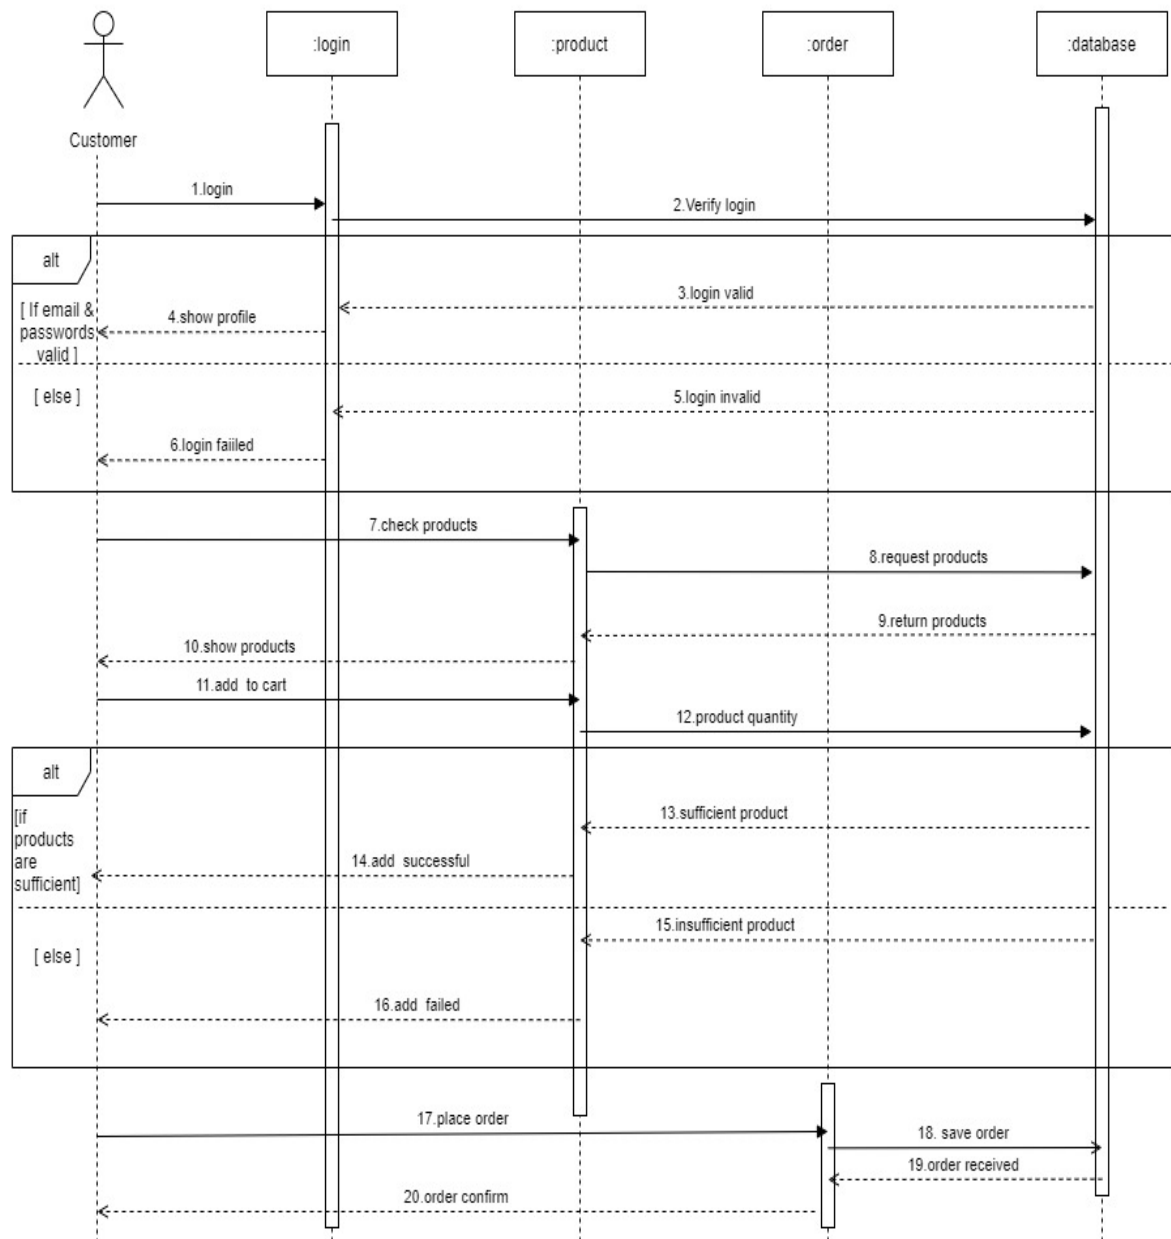 :login
:product
:order
:database
Customer
1.login
2.Verify login
alt
3.login valid
[ If email &
passwords
valid ]
4.show profile
[ else ]
5.login invalid
6.login faiiled
7.check products
8.request products
9.return products
10.show products
11.add to cart
12.product quantity
alt
[if
products
are
sufficient]
13.sufficient product
14.add successful
15.insufficient product
[ else ]
16.add failed
17.place order
18. save order
19.order received
20.order confirm